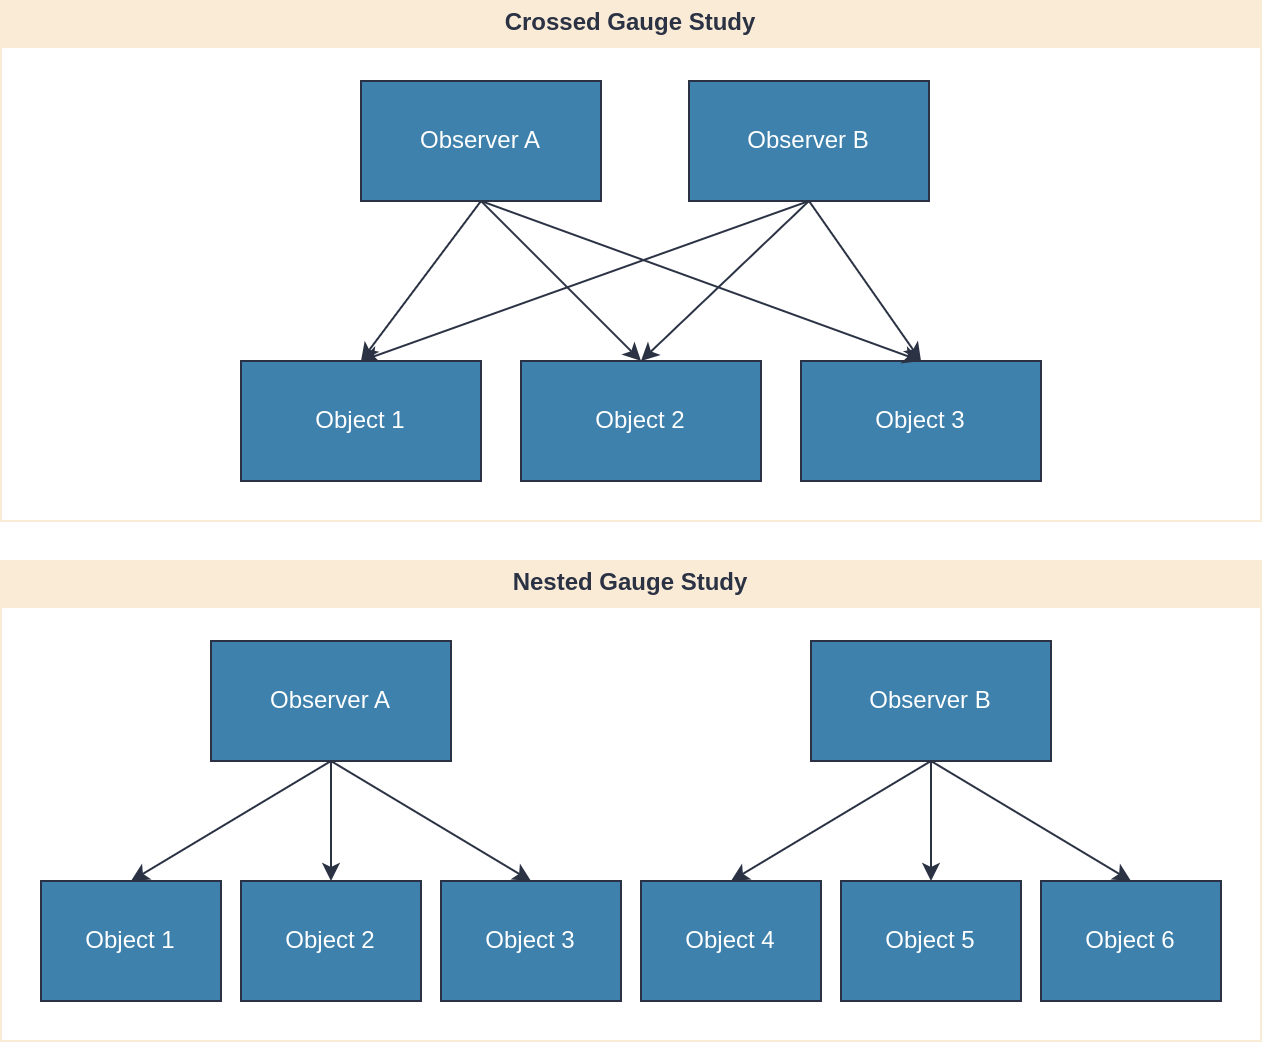 Crossed Gauge Study
Observer A
Observer B
Object 1
Object 2
Object 3
Nested Gauge Study
Observer A
Observer B
Object 1
Object 2
Object 3
Object 4
Object 5
Object 6